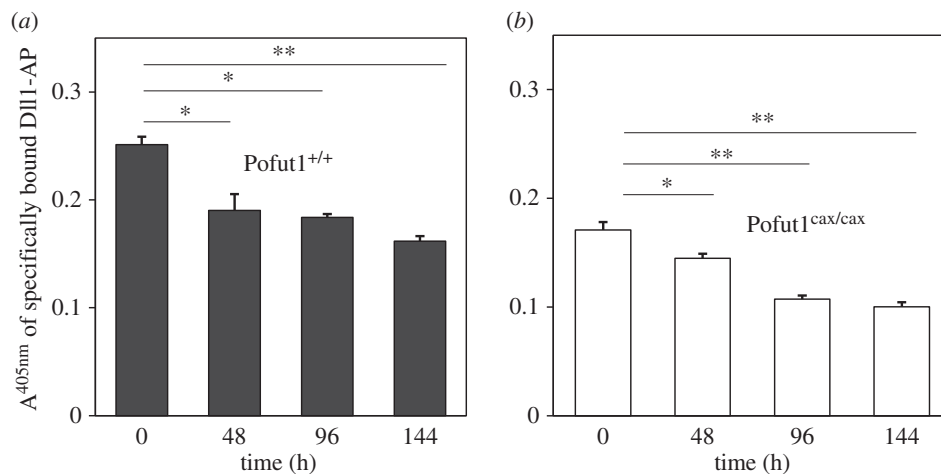 (a)
(b)
A405nm of specifically bound Dll1-AP
**
*
*
Pofut1+/+
0.3
0.2
0.1
0
0 48 96 144
time (h)
**
**
*
Pofut1cax/cax
0.3
0.2
0.1
0
0 48 96 144
time (h)